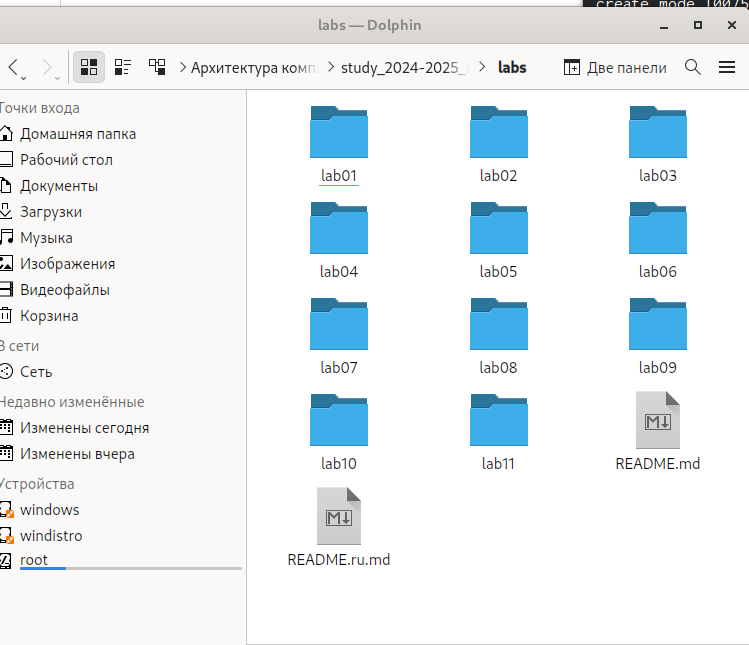 create mode 10075
labs — Dolphin
Архитектура комп
study_2024-2025_
labs
Две панели
Точки входа
Домашняя папка
Рабочий стол
Документы
Загрузки
Музыка
Изображения
Видеофайлы
Корзина
В сети
Сеть
Недавно изменённые
Изменены сегодня
Изменены вчера
Устройства
windows
windistro
root
lab01
lab02
lab03
lab04
lab05
lab06
lab07
lab08
lab09
lab10
lab11
README.md
README.ru.md